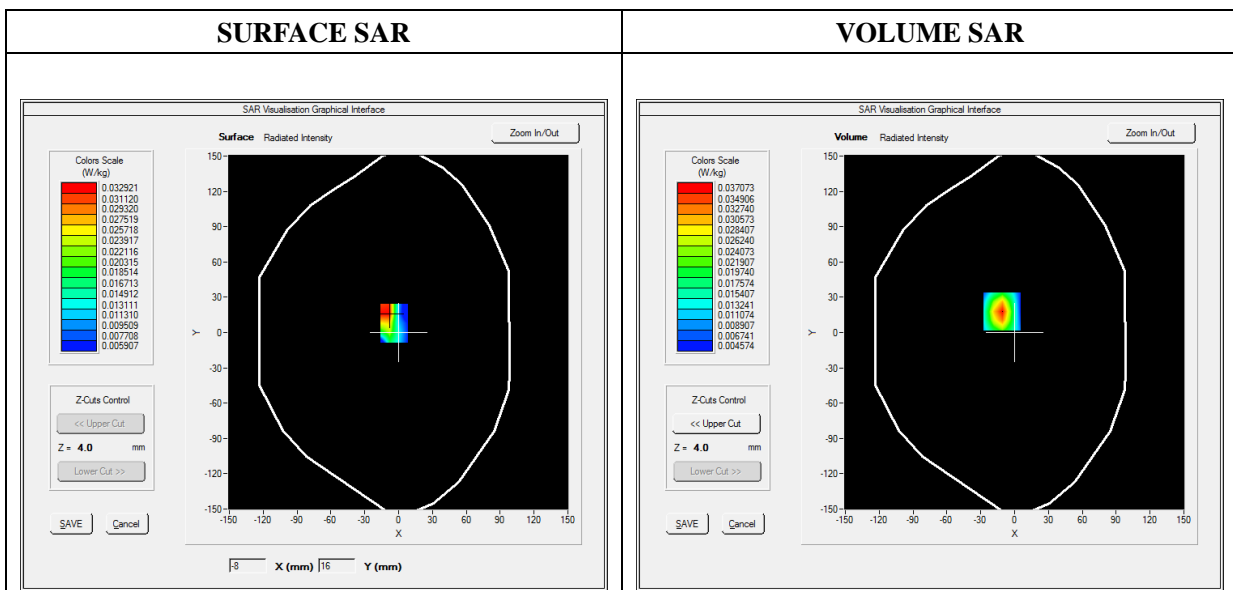 SURFACE SAR
VOLUME SAR
SAR Visualisation Graphical Interface
Surface Radiated Intensity
Zoom In/Out
Colors Scale
(W/kg)
0.032921
0.031120
0.029320
0.027519
0.025718
0.023917
0.022116
0.020315
0.018514
0.016713
0.014912
0.013111
0.011310
0.009509
0.007708
0.005907
150
120
90
60
30
0
-30
-60
-90
-120
-150
Y
-150 -120 -90 -60 -30 0 30 60 90 120 150
X
Z-Cuts Control
<< Upper Cut
Z = 4.0 mm
Lower Cut >>
SAVE Cancel
-8 X (mm) 16 Y (mm)
SAR Visualisation Graphical Interface
Volume Radiated Intensity
Zoom In/Out
Colors Scale
(W/kg)
0.037073
0.034906
0.032740
0.030573
0.028407
0.026240
0.024073
0.021907
0.019740
0.017574
0.015407
0.013241
0.011074
0.008907
0.006741
0.004574
150
120
90
60
30
0
-30
-60
-90
-120
-150
Y
-150 -120 -90 -60 -30 0 30 60 90 120 150
X
Z-Cuts Control
<< Upper Cut
Z = 4.0 mm
Lower Cut >>
SAVE Cancel